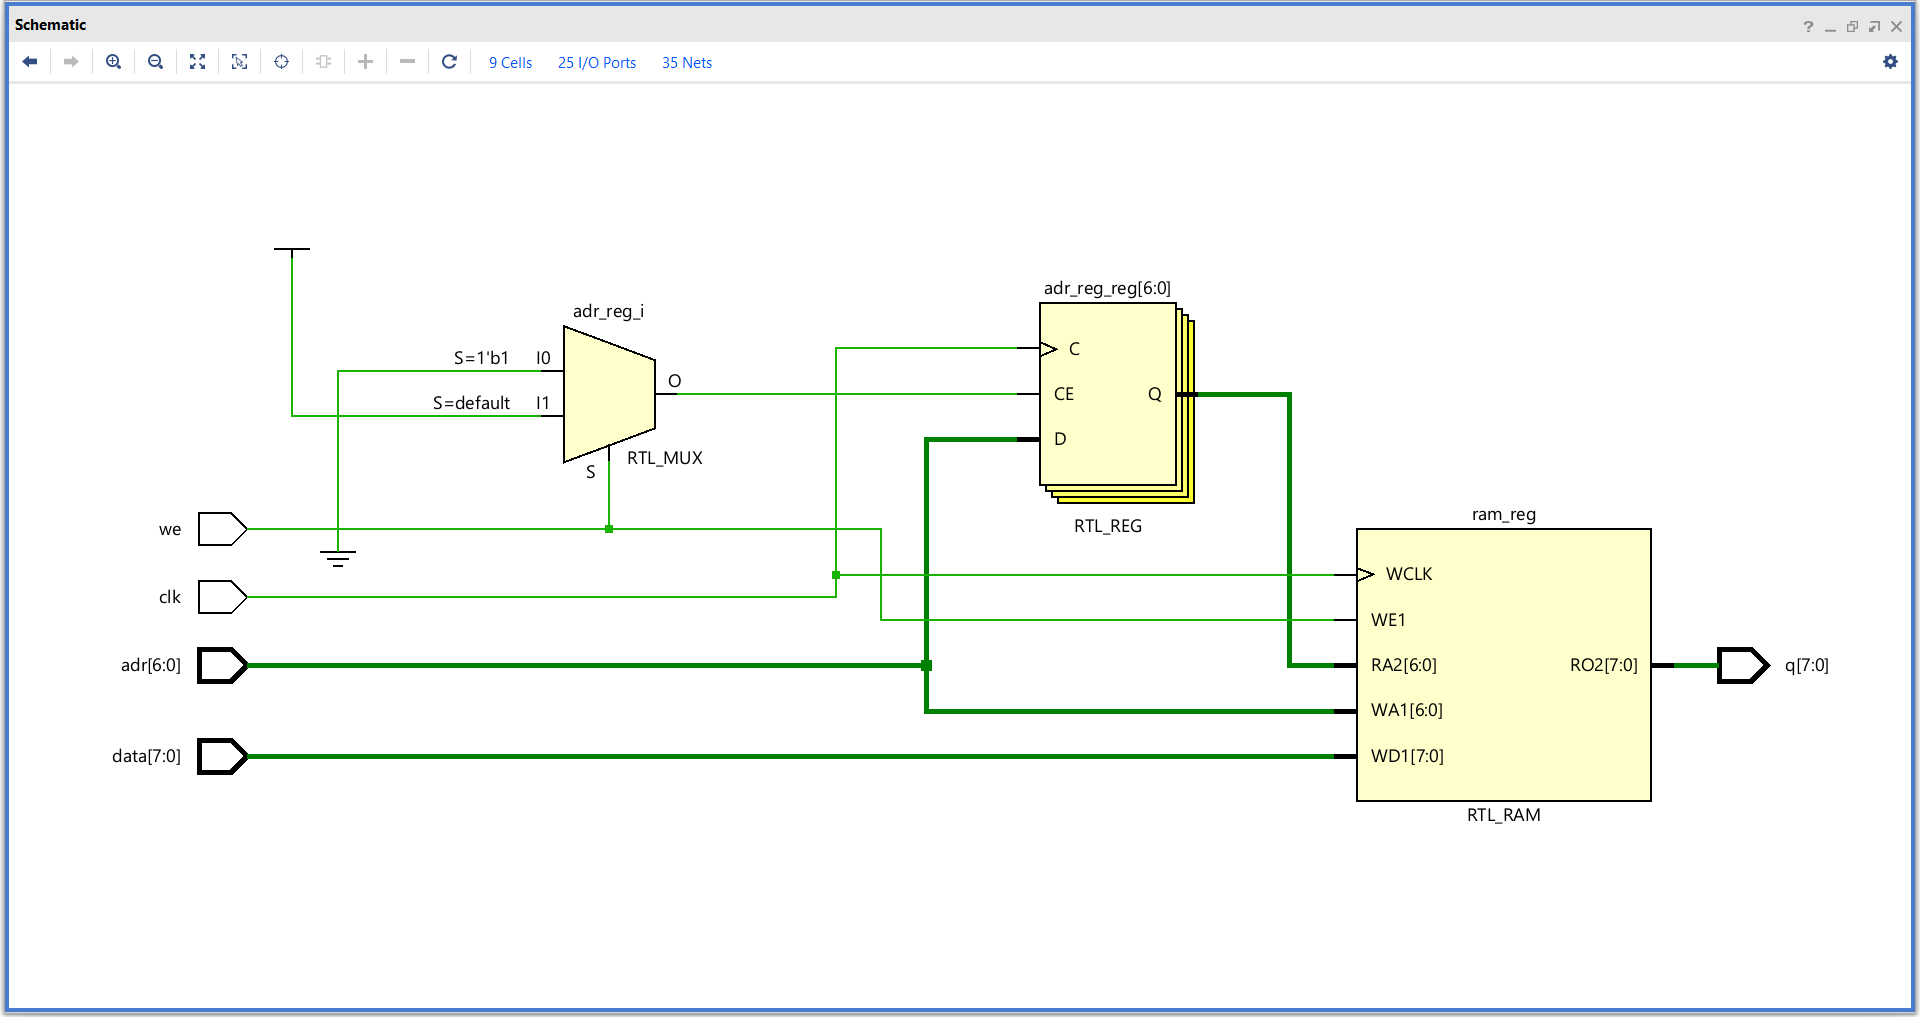 Schematic
9 Cells 25 I/O Ports 35 Nets
adr_reg_reg[6:0]
adr_reg_i
S=1'b1 I0
C
O
CE Q
S=default I1
D
RTL_MUX
S
ram_reg
RTL_REG
we
WCLK
clk
WE1
adr[6:0] RA2[6:0] RO2[7:0] q[7:0]
WA1[6:0]
data[7:0] WD1[7:0]
RTL_RAM